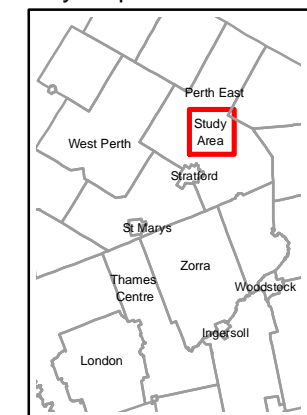 Perth East
Study
Area
West Perth
Stratford
St Marys
Zorra
Thames
Centre
Woodstock
Ingersoll
London